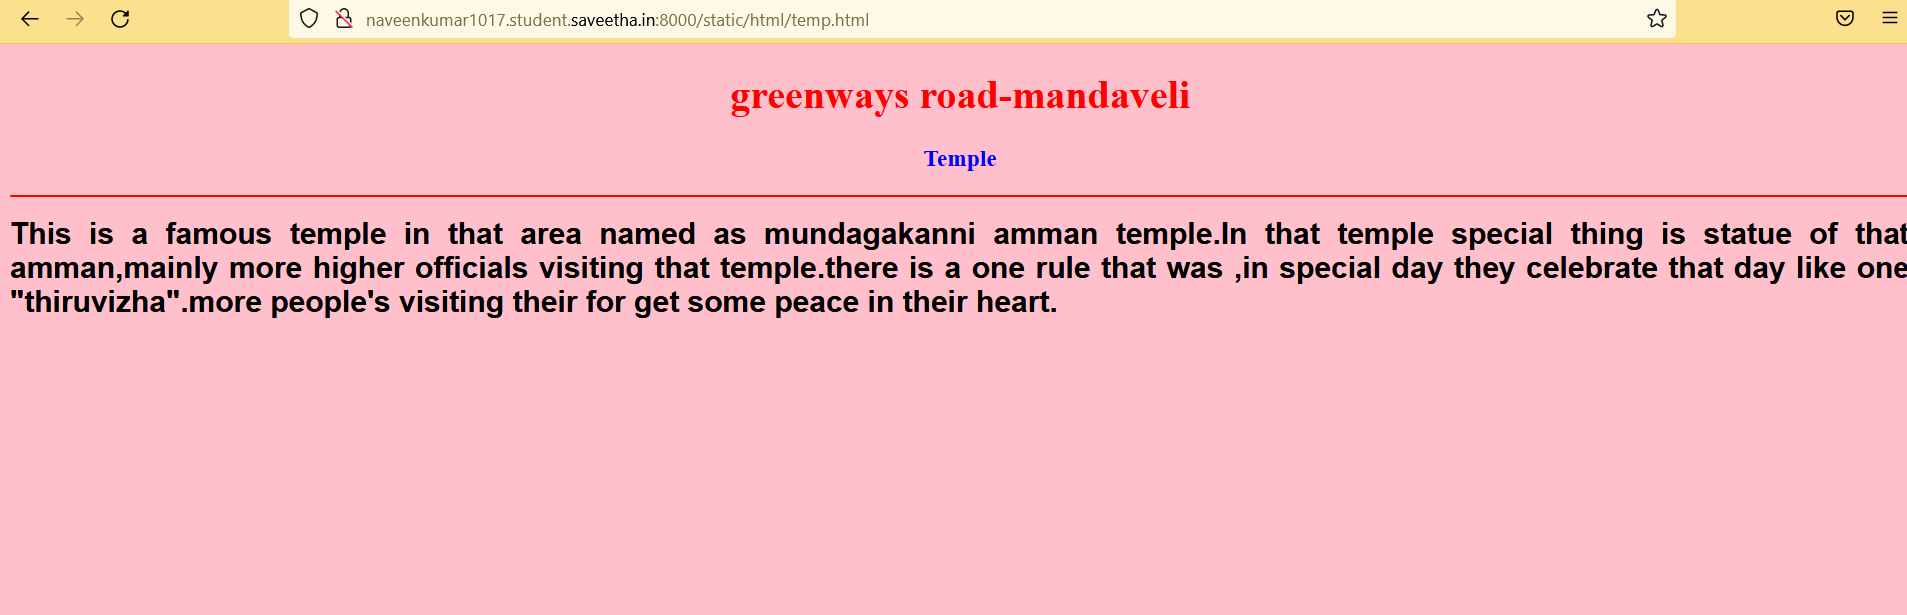 naveenkumar1017.student.saveetha.in:8000/static/html/temp.html
greenways road-mandaveli
Temple
This is a famous temple in that area named as mundagakanni amman temple.In that temple special thing is statue of that
amman,mainly more higher officials visiting that temple.there is a one rule that was ,in special day they celebrate that day like one
"thiruvizha".more people's visiting their for get some peace in their heart.